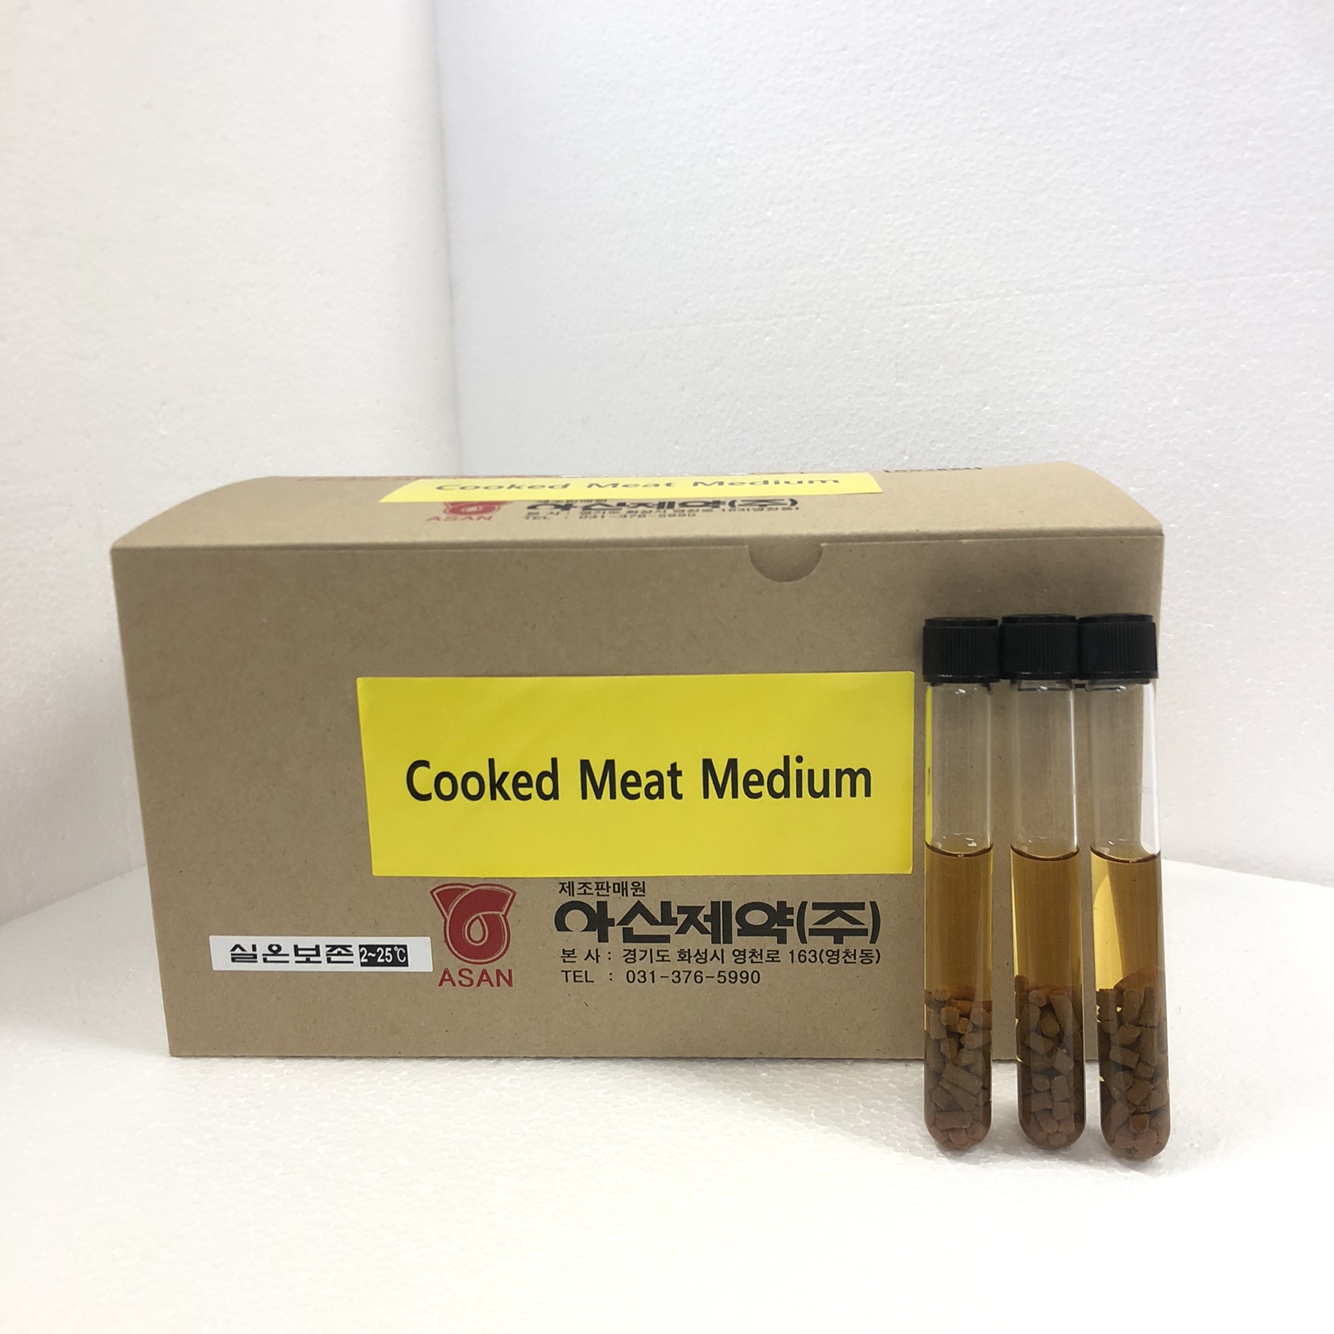 Cooked Meat Medium
ASAN
아산제약(주)
TEL : 031-376-5990
Cooked Meat Medium
제조판매원
아산제약(주)
본 사 : 경기도 화성시 영천로 163(영천동)
TEL : 031-376-5990
ASAN
실온보존 2~25℃